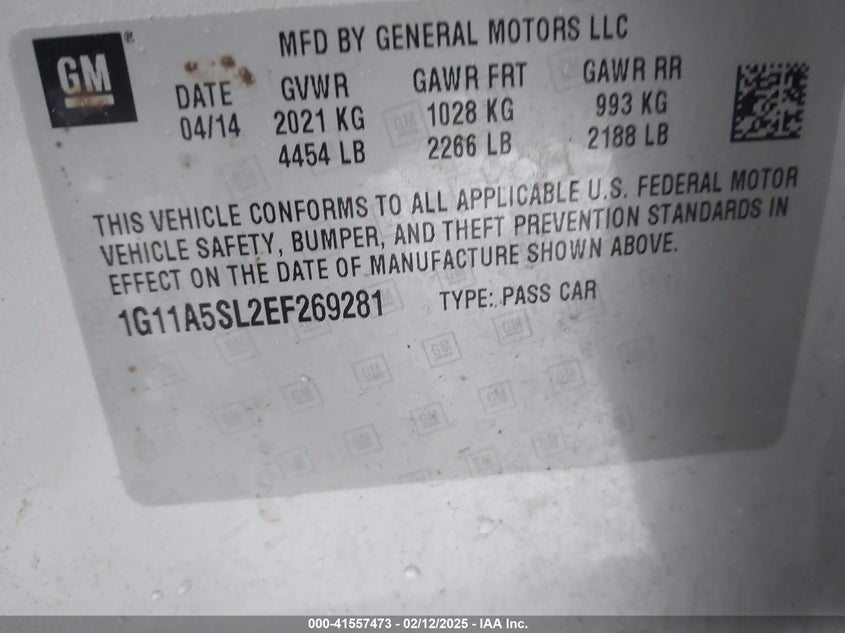 GM®
MFD BY GENERAL MOTORS LLC
DATE GVWR GAWR FRT GAWR RR
04/14 2021 KG 1028 KG 993 KG
4454 LB 2266 LB 2188 LB
THIS VEHICLE CONFORMS TO ALL APPLICABLE U.S. FEDERAL MOTOR
VEHICLE SAFETY, BUMPER, AND THEFT PREVENTION STANDARDS IN
EFFECT ON THE DATE OF MANUFACTURE SHOWN ABOVE.
1G11A5SL2EF269281 TYPE: PASS CAR
000-41557473 - 02/12/2025 - IAA Inc.